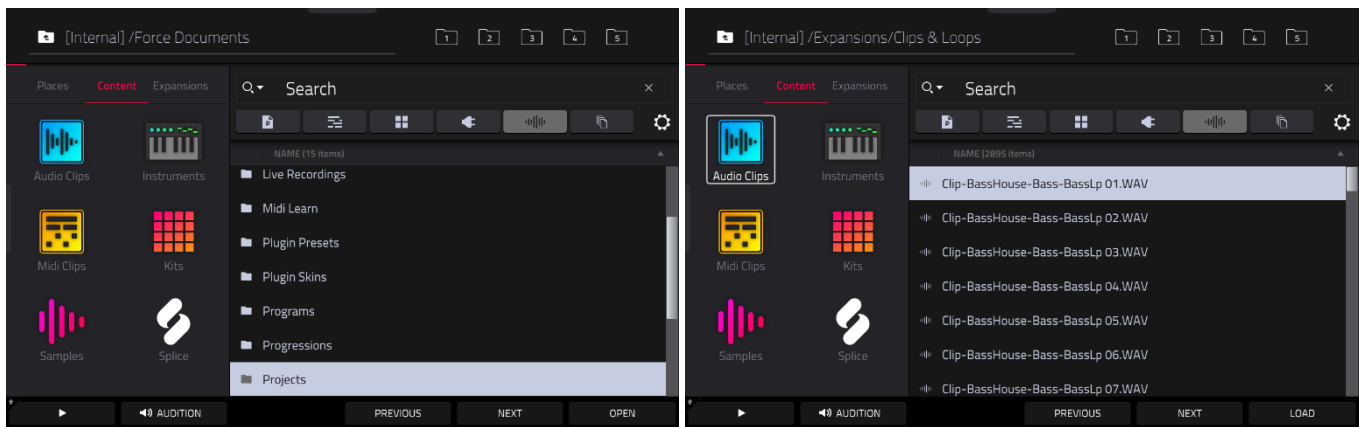 [Internal] /Force Documents
1 2 3 4 5
Places Content Expansions
Search
NAME (15 items)
Audio Clips Instruments
Live Recordings
Midi Learn
Plugin Presets
Midi Clips Kits
Plugin Skins
Programs
Progressions
Samples Splice
Projects
AUDITION PREVIOUS NEXT OPEN
[Internal] /Expansions/Clips & Loops
1 2 3 4 5
Places Content Expansions
Search
NAME (2895 items)
Audio Clips Instruments
Clip-BassHouse-Bass-BassLp 01.WAV
Clip-BassHouse-Bass-BassLp 02.WAV
Clip-BassHouse-Bass-BassLp 03.WAV
Midi Clips Kits
Clip-BassHouse-Bass-BassLp 04.WAV
Clip-BassHouse-Bass-BassLp 05.WAV
Clip-BassHouse-Bass-BassLp 06.WAV
Samples Splice
Clip-BassHouse-Bass-BassLp 07.WAV
AUDITION PREVIOUS NEXT LOAD